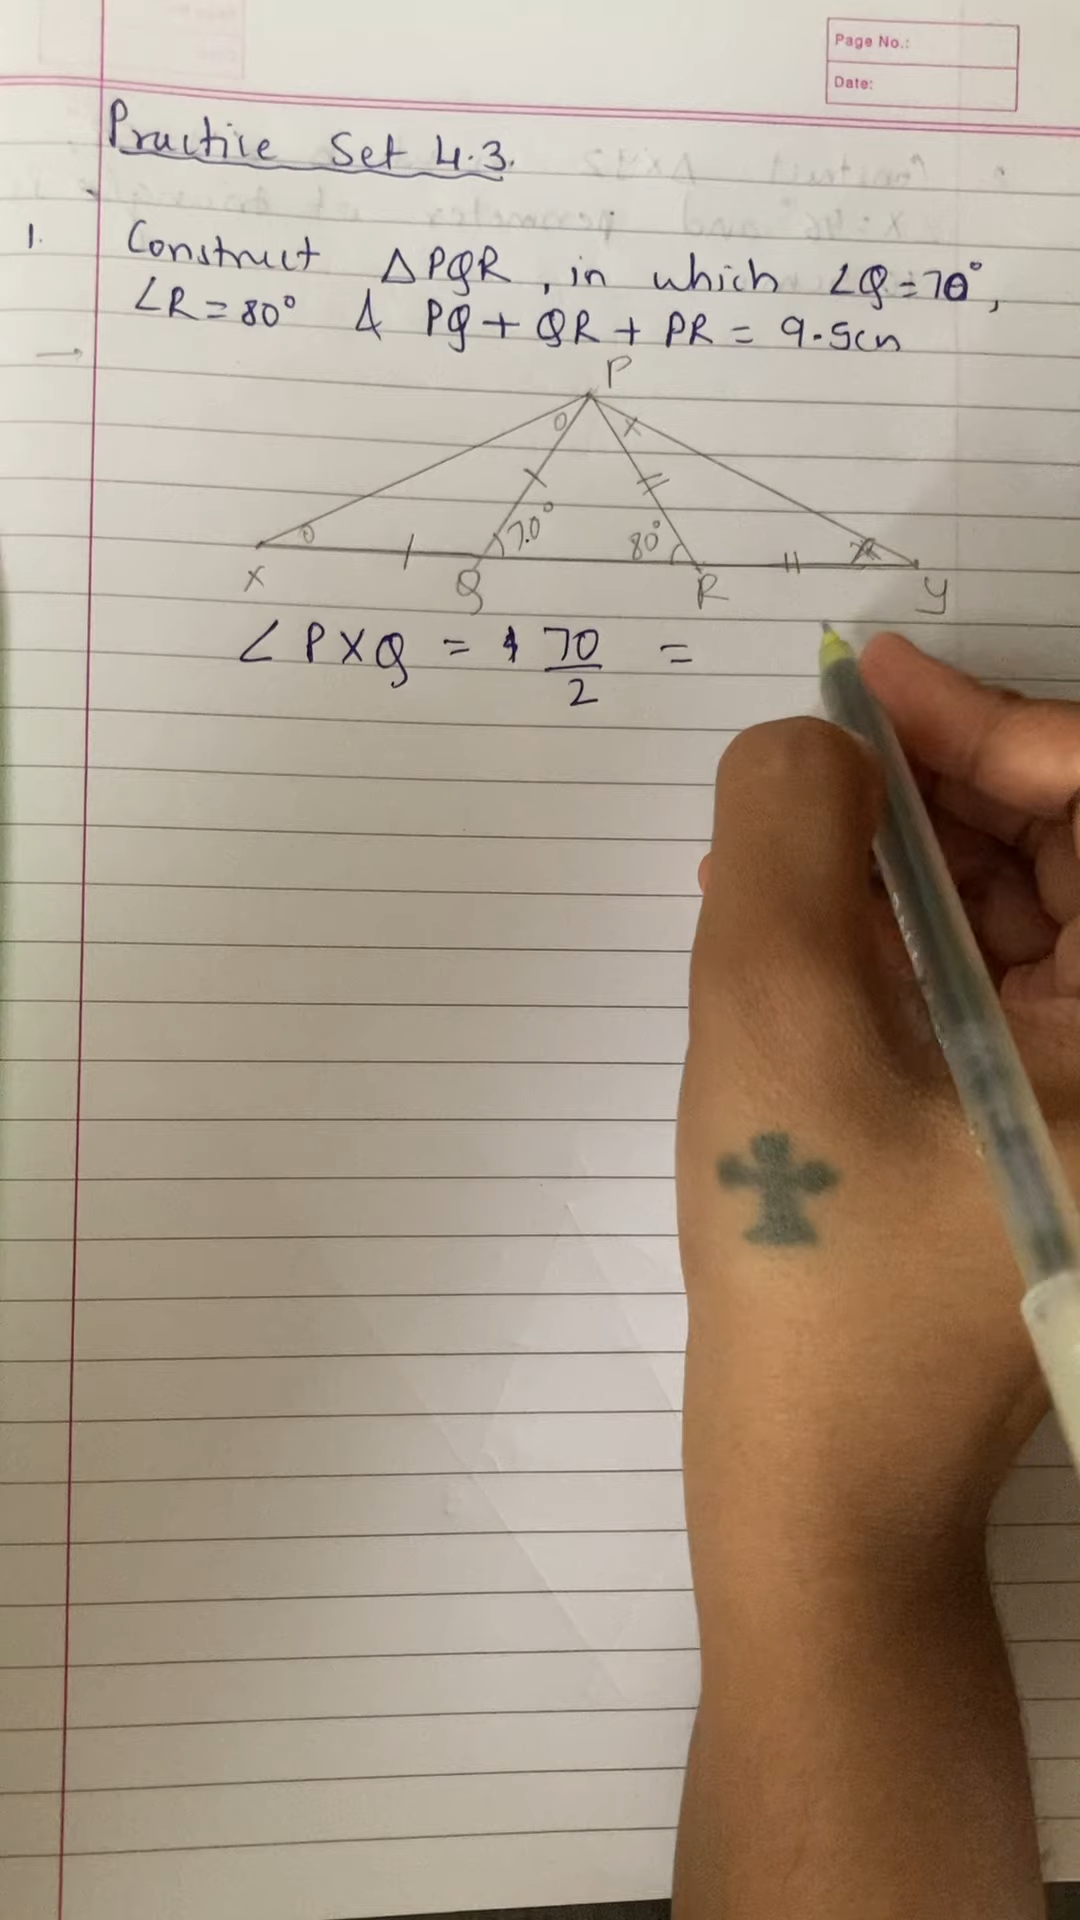 Page No.:
Date:
Practice Set 4.3.
1. Construct △PQR, in which ∠Q=70°,
∠R=80° & PQ+QR+PR=9.5cm
→
P
o x
o 70° 80° x
X Q R Y
∠PXQ = 70/2 =